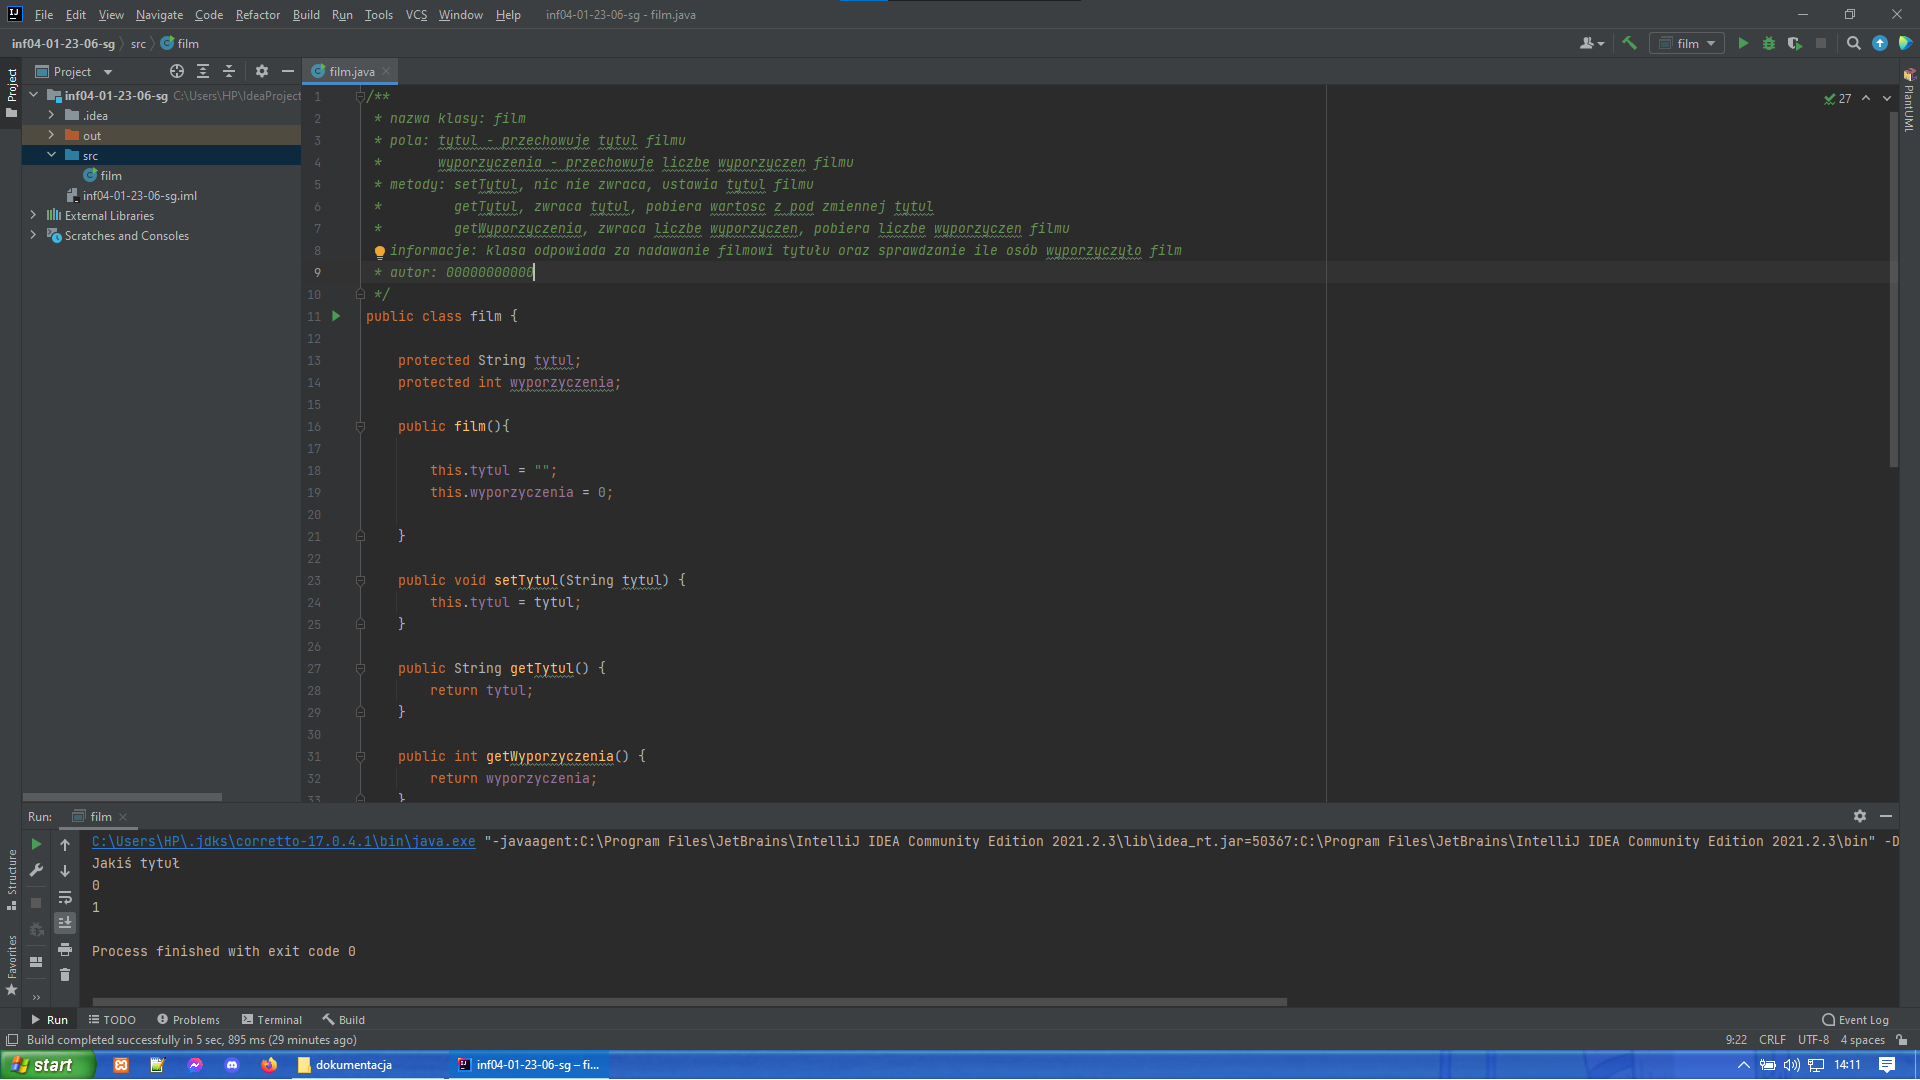 File Edit View Navigate Code Refactor Build Run Tools VCS Window Help inf04-01-23-06-sg - film.java
inf04-01-23-06-sg src film film
Project film.java
Project
inf04-01-23-06-sg C:\Users\HP\IdeaProject
.idea
out
src
film
inf04-01-23-06-sg.iml
External Libraries
Scratches and Consoles
27
PlantUML
1 /**
2 * nazwa klasy: film
3 * pola: tytul - przechowuje tytul filmu
4 * wyporzyczenia - przechowuje liczbe wyporzyczen filmu
5 * metody: setTytul, nic nie zwraca, ustawia tytul filmu
6 * getTytul, zwraca tytul, pobiera wartosc z pod zmiennej tytul
7 * getWyporzyczenia, zwraca liczbe wyporzyczen, pobiera liczbe wyporzyczen filmu
8 informacje: klasa odpowiada za nadawanie filmowi tytułu oraz sprawdzanie ile osób wyporzyczyło film
9 * autor: 00000000000
10 */
11 public class film {
12
13 protected String tytul;
14 protected int wyporzyczenia;
15
16 public film(){
17
18 this.tytul = "";
19 this.wyporzyczenia = 0;
20
21 }
22
23 public void setTytul(String tytul) {
24 this.tytul = tytul;
25 }
26
27 public String getTytul() {
28 return tytul;
29 }
30
31 public int getWyporzyczenia() {
32 return wyporzyczenia;
33 }
Run: film
C:\Users\HP\.jdks\corretto-17.0.4.1\bin\java.exe "-javaagent:C:\Program Files\JetBrains\IntelliJ IDEA Community Edition 2021.2.3\lib\idea_rt.jar=50367:C:\Program Files\JetBrains\IntelliJ IDEA Community Edition 2021.2.3\bin" -D
Jakiś tytuł
0
1
Process finished with exit code 0
Structure
Favorites
Run TODO Problems Terminal Build Event Log
Build completed successfully in 5 sec, 895 ms (29 minutes ago) 9:22 CRLF UTF-8 4 spaces
start dokumentacja inf04-01-23-06-sg – fi... 14:11